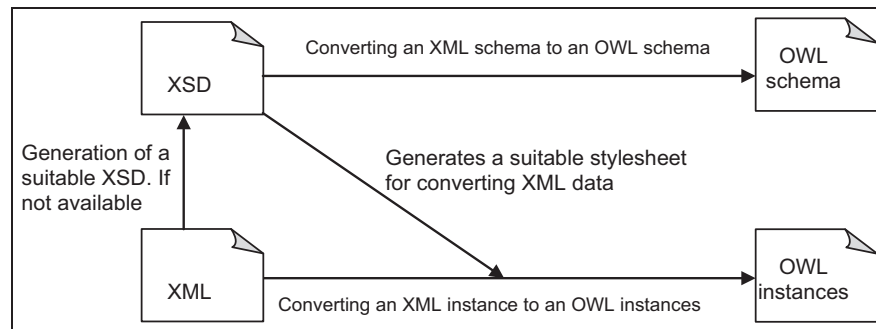 Converting an XML schema to an OWL schema
XSD
OWL
schema
Generation of a
suitable XSD. If
not available
Generates a suitable stylesheet
for converting XML data
XML
Converting an XML instance to an OWL instances
OWL
instances